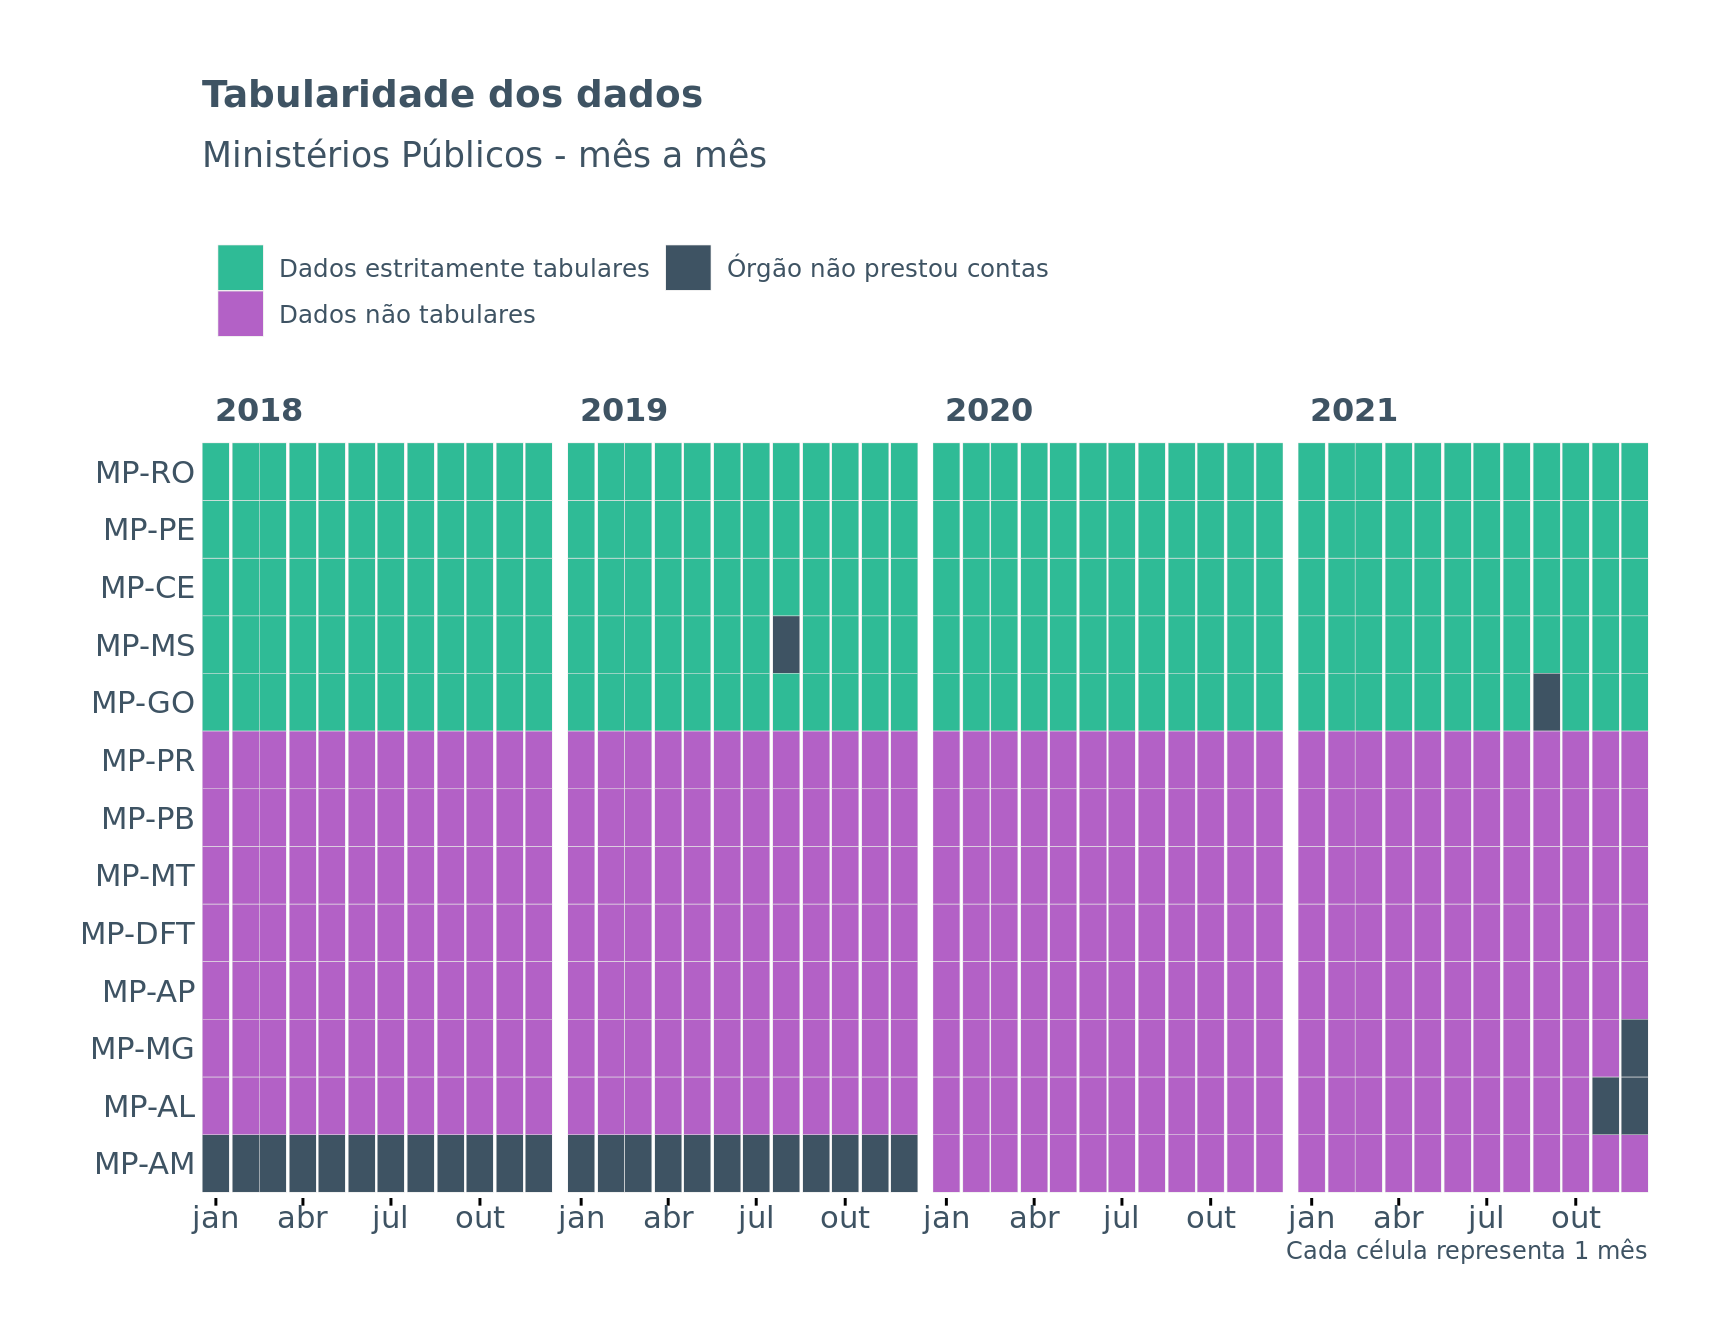 Tabularidade dos dados
Ministérios Públicos - mês a mês
Dados estritamente tabulares
Órgão não prestou contas
Dados não tabulares
2018 2019 2020 2021
MP-RO
MP-PE
MP-CE
MP-MS
MP-GO
MP-PR
MP-PB
MP-MT
MP-DFT
MP-AP
MP-MG
MP-AL
MP-AM
jan abr jul out jan abr jul out jan abr jul out jan abr jul out
Cada célula representa 1 mês